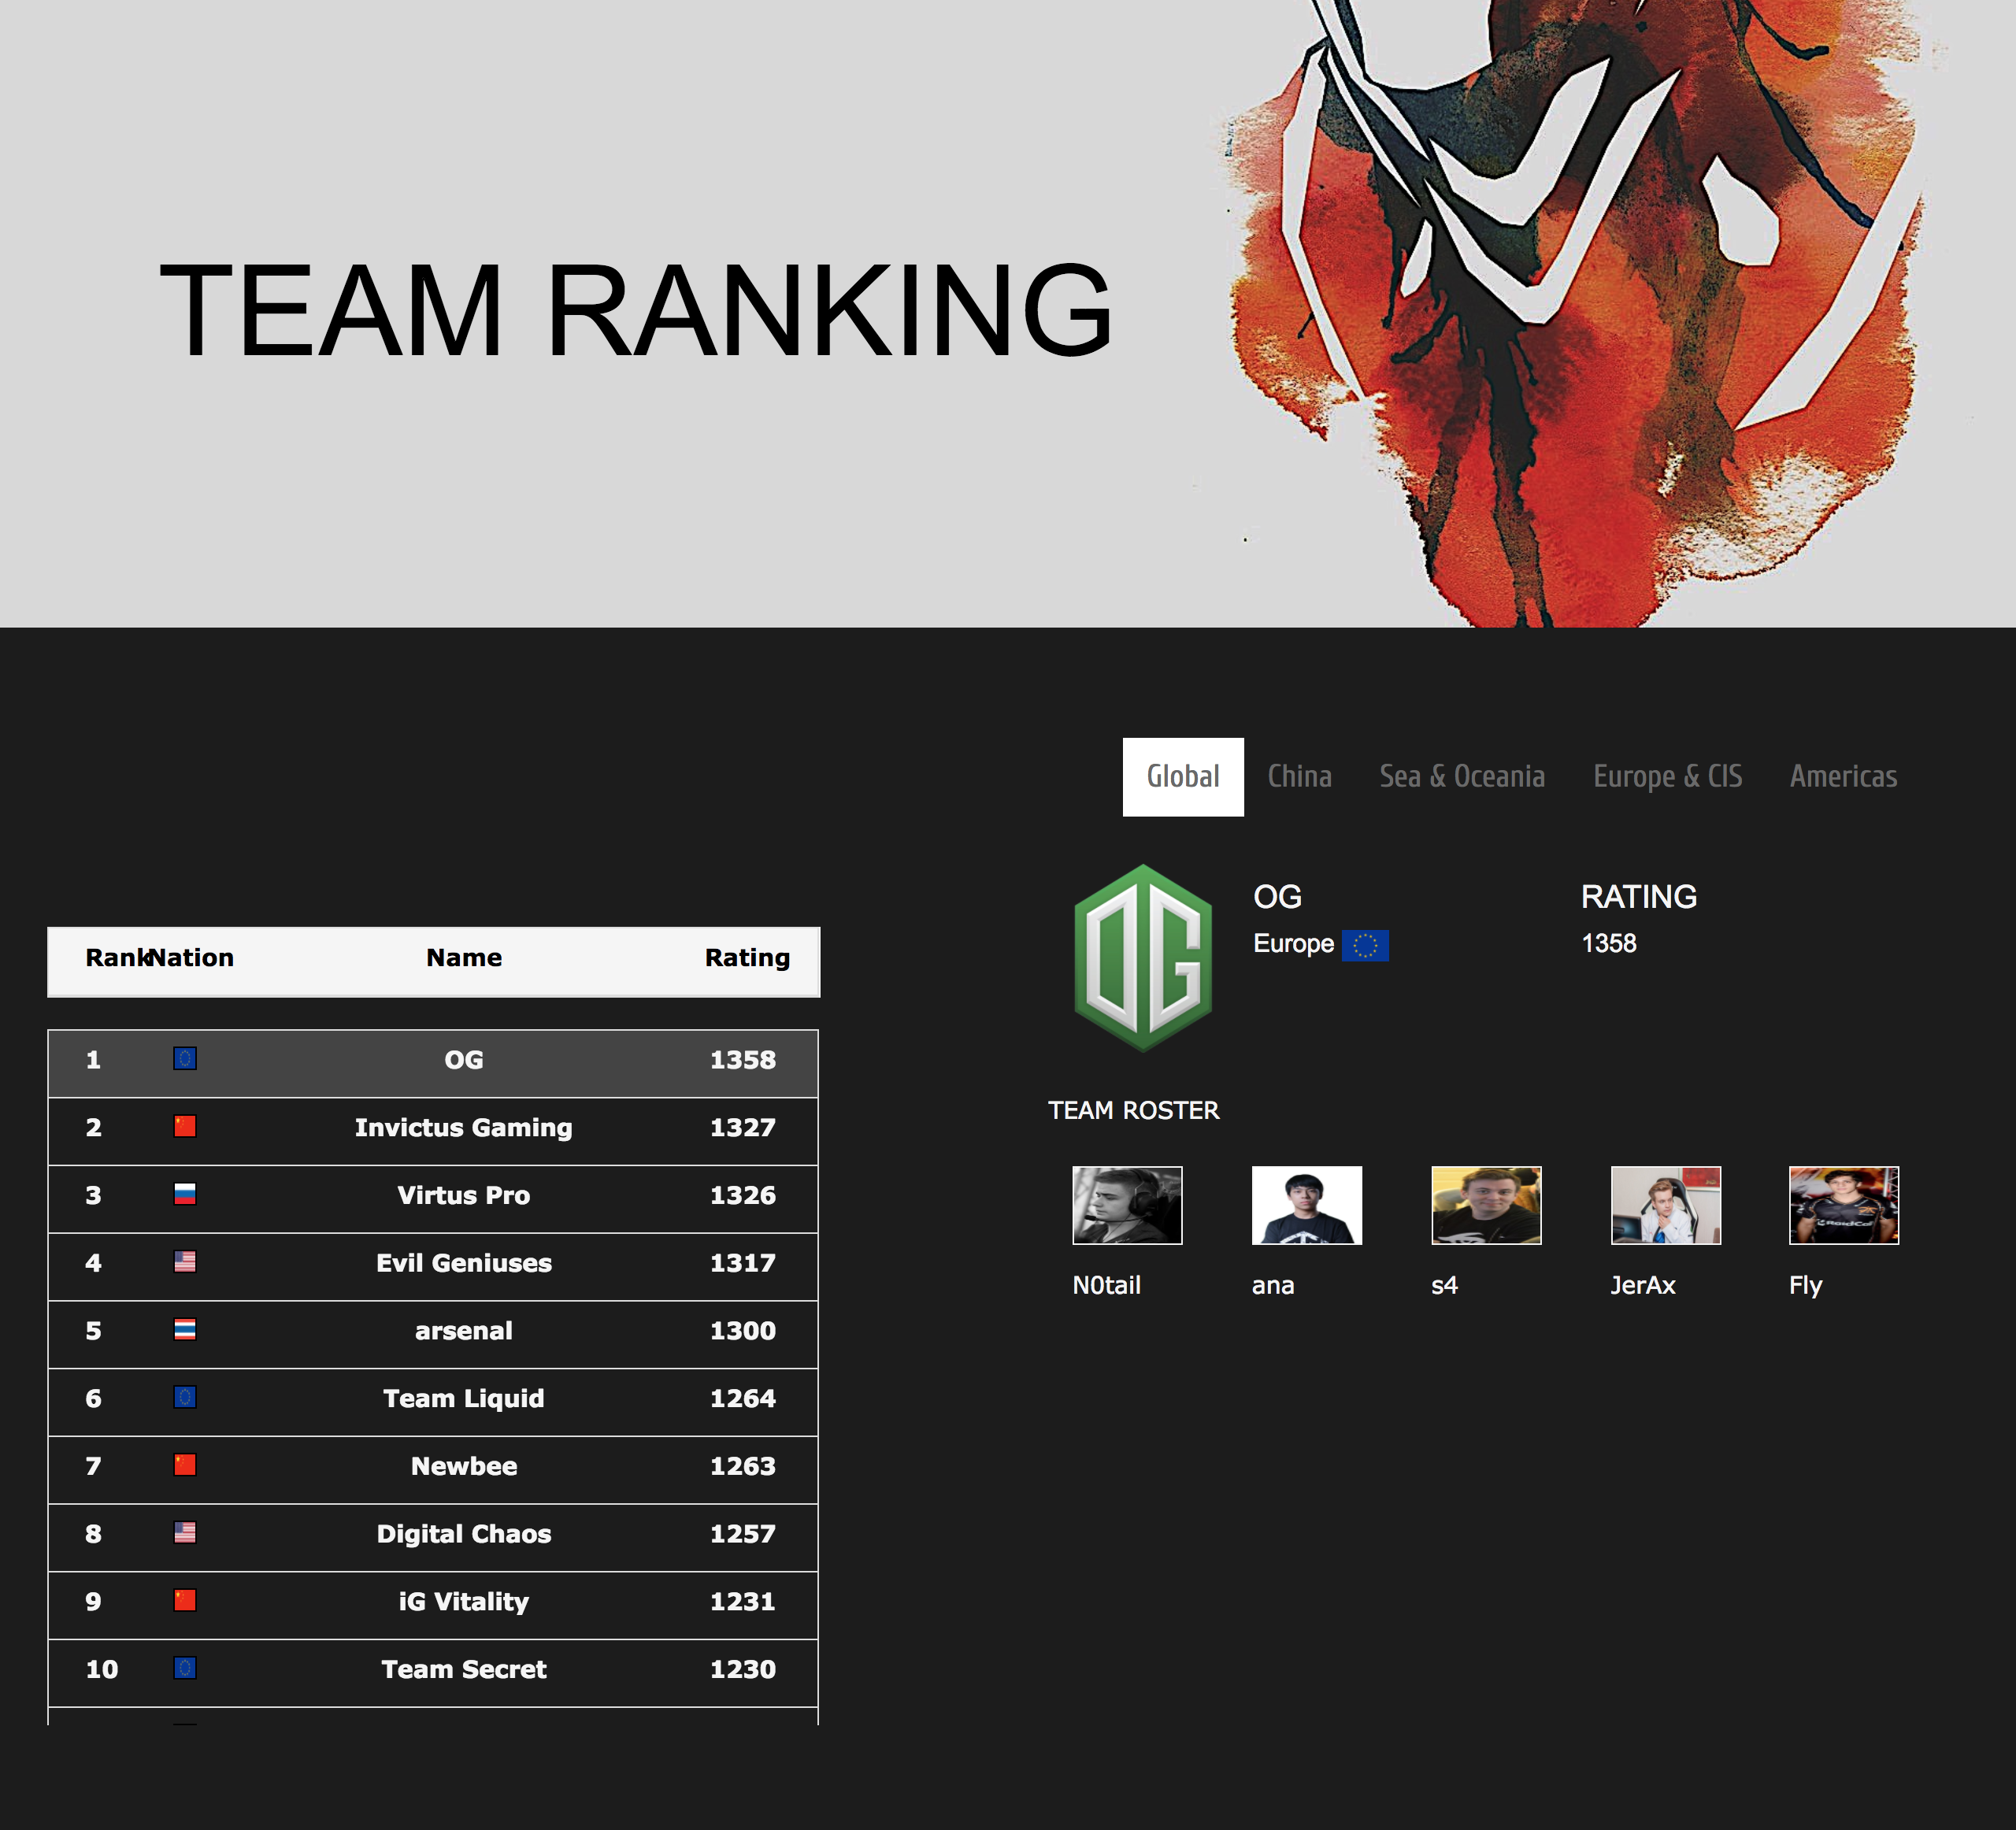 TEAM RANKING
Global China Sea & Oceania Europe & CIS Americas
OG
OG RATING
Europe 1358
TEAM ROSTER
N0tail ana s4 JerAx Fly
Rank Nation Name Rating
1 OG 1358
2 Invictus Gaming 1327
3 Virtus Pro 1326
4 Evil Geniuses 1317
5 arsenal 1300
6 Team Liquid 1264
7 Newbee 1263
8 Digital Chaos 1257
9 iG Vitality 1231
10 Team Secret 1230